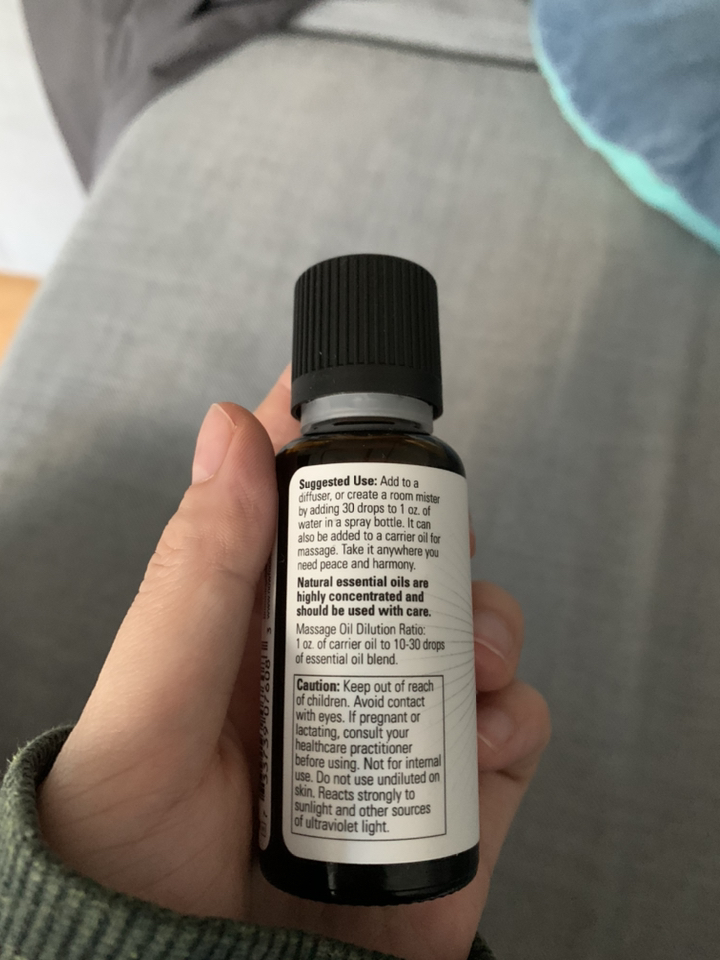 Suggested Use: Add to a
diffuser, or create a room mister
by adding 30 drops to 1 oz. of
water in a spray bottle. It can
also be added to a carrier oil for
massage. Take it anywhere you
need peace and harmony.
Natural essential oils are
highly concentrated and
should be used with care.
Massage Oil Dilution Ratio:
1 oz. of carrier oil to 10-30 drops
of essential oil blend.
Caution: Keep out of reach
of children. Avoid contact
with eyes. If pregnant or
lactating, consult your
healthcare practitioner
before using. Not for internal
use. Do not use undiluted on
skin. Reacts strongly to
sunlight and other sources
of ultraviolet light.